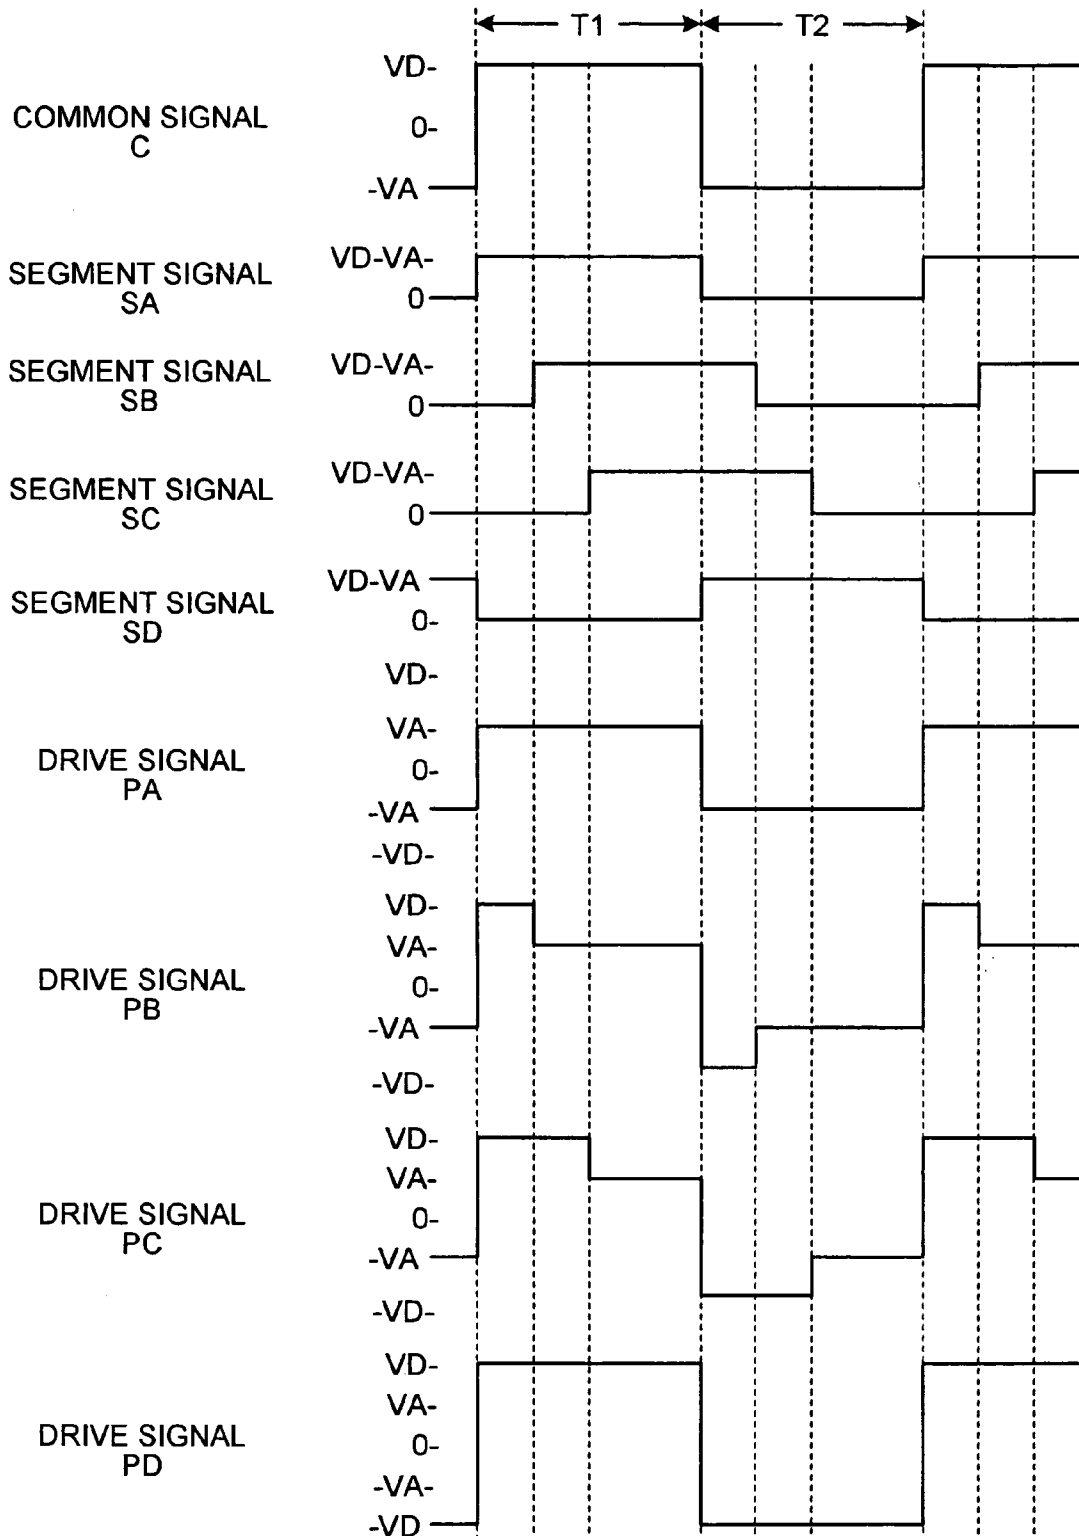 T1 T2
VD-
COMMON SIGNAL
C
0-
-VA
VD-VA-
SEGMENT SIGNAL
SA
0
VD-VA-
SEGMENT SIGNAL
SB
0
VD-VA-
SEGMENT SIGNAL
SC
0
VD-VA
SEGMENT SIGNAL
SD
0-
VD-
VA-
DRIVE SIGNAL
PA
0-
-VA
-VD-
VD-
VA-
DRIVE SIGNAL
PB
0-
-VA
-VD-
VD-
VA-
DRIVE SIGNAL
PC
0-
-VA
-VD-
VD-
VA-
DRIVE SIGNAL
PD
0-
-VA-
-VD